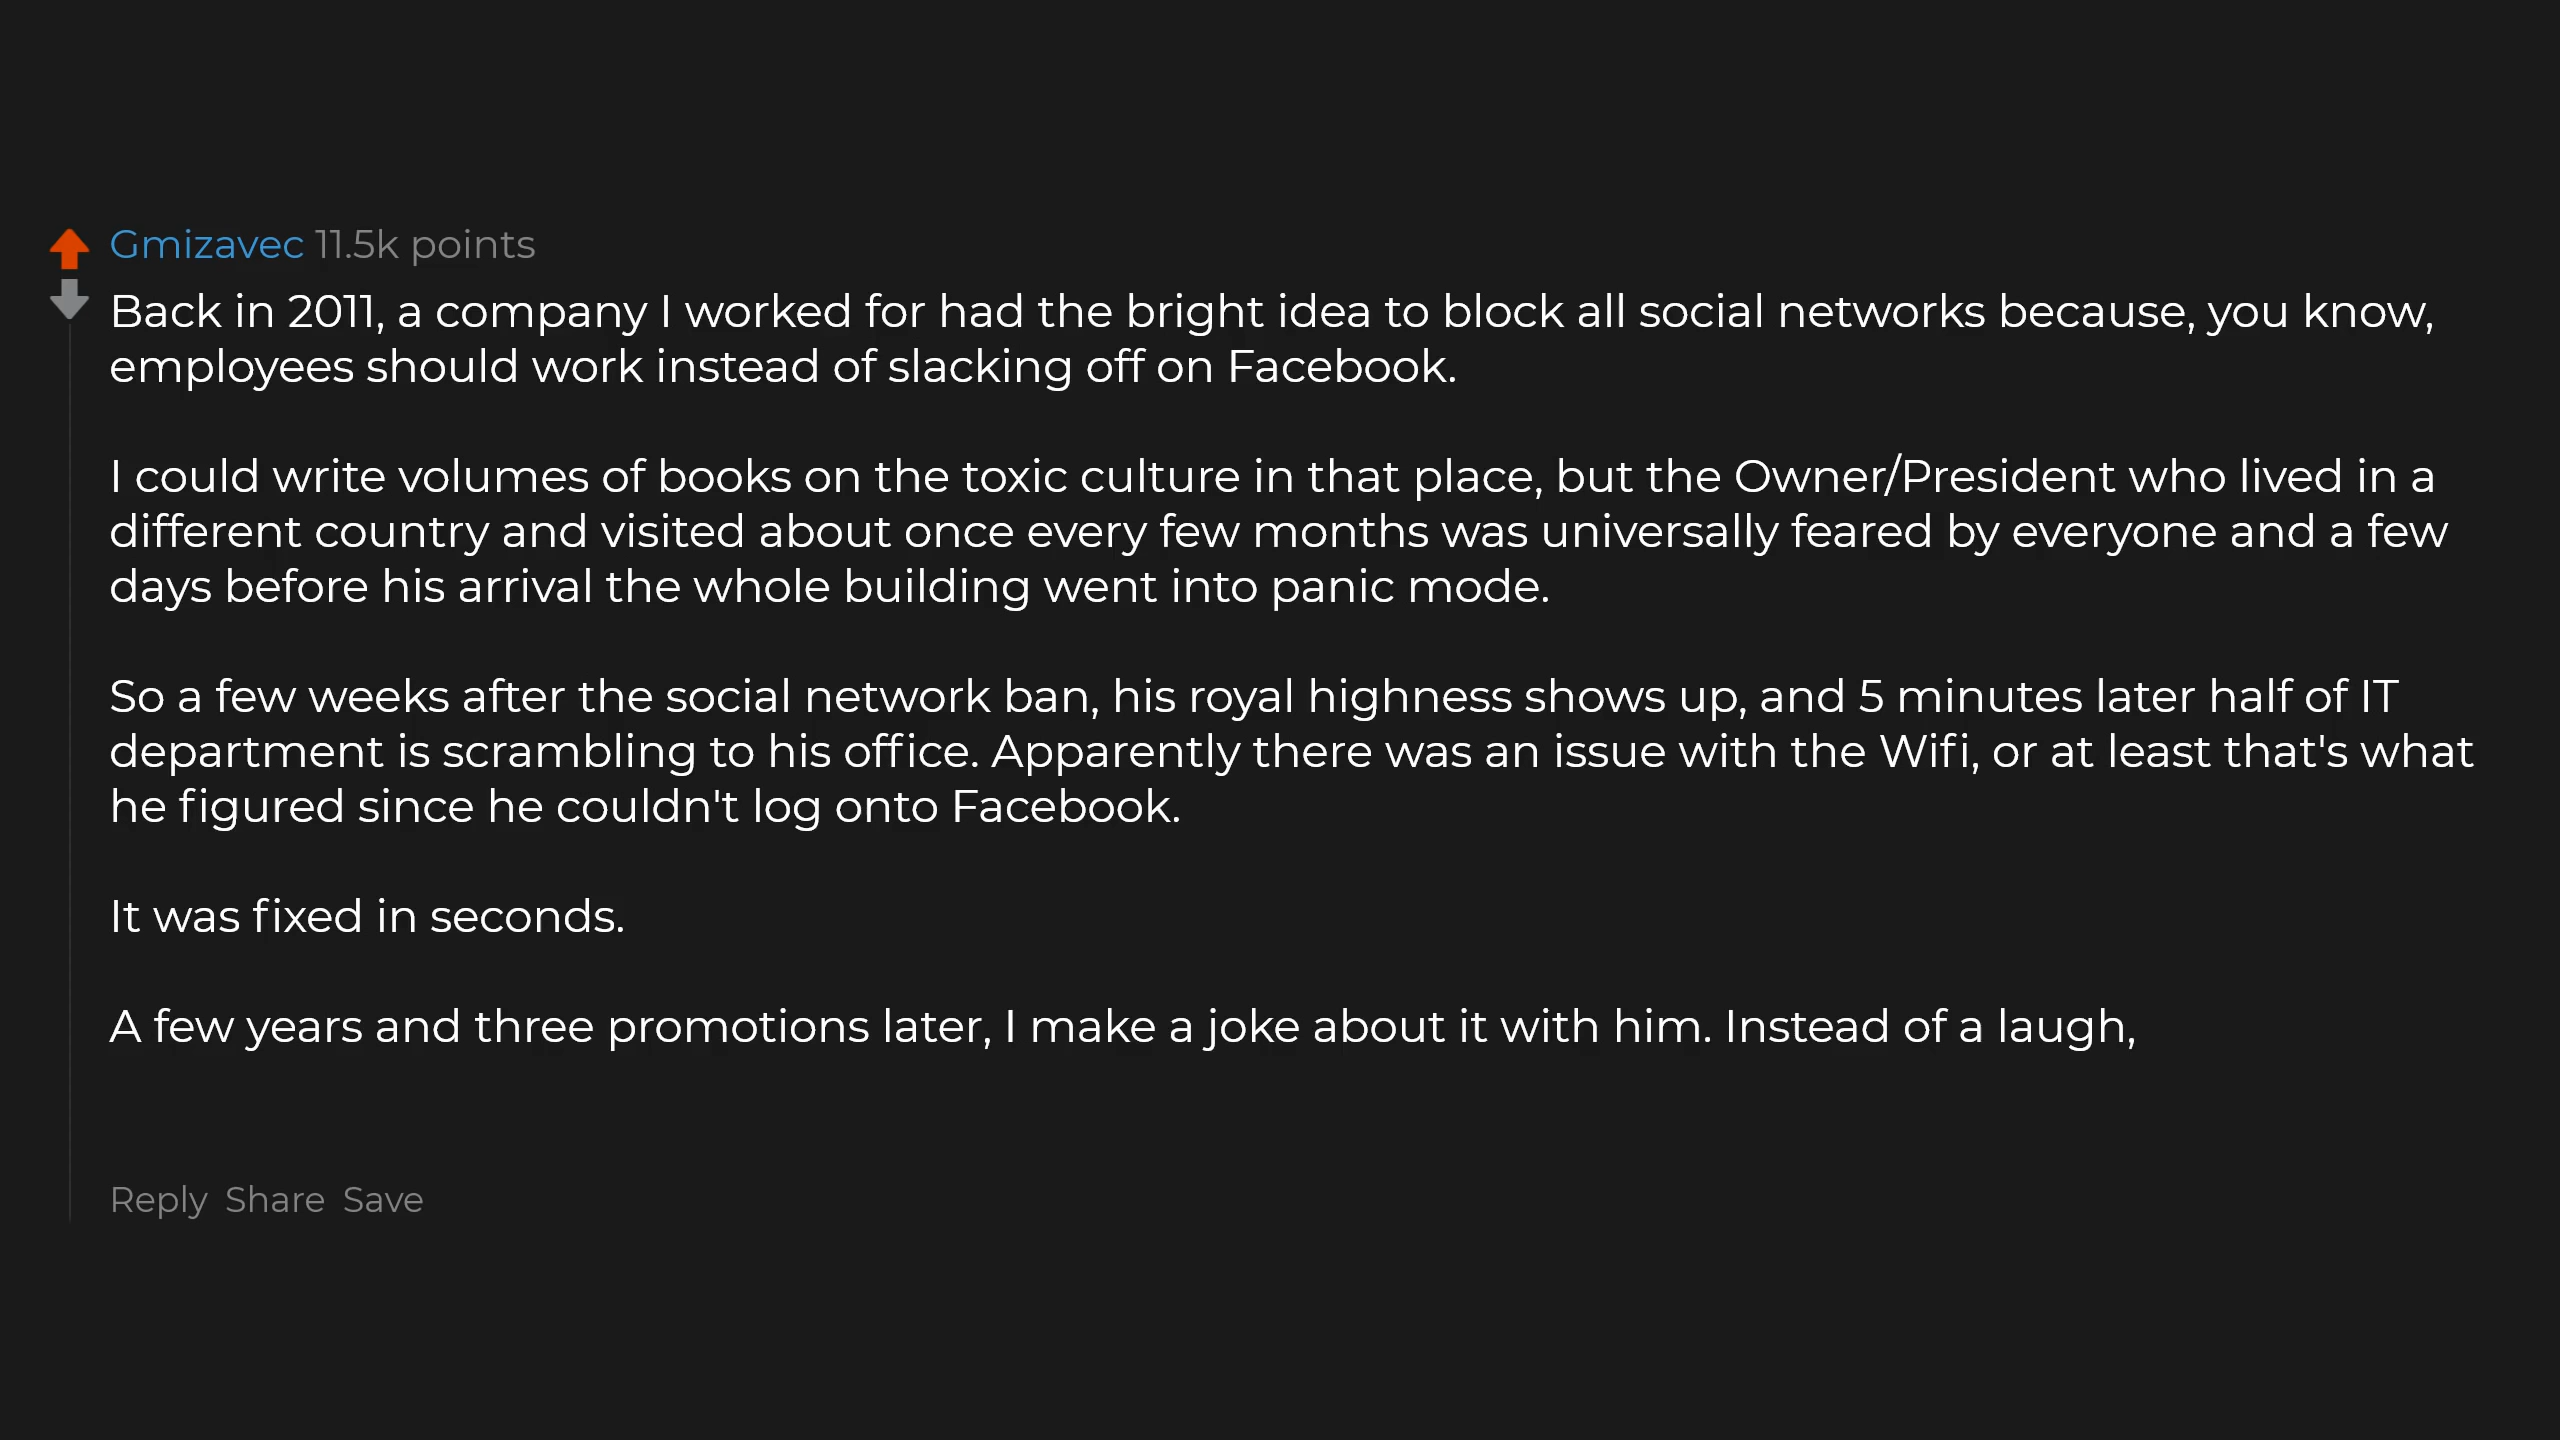 Gmizavec 11.5k points
Back in 2011, a company I worked for had the bright idea to block all social networks because, you know,
employees should work instead of slacking off on Facebook.
I could write volumes of books on the toxic culture in that place, but the Owner/President who lived in a
different country and visited about once every few months was universally feared by everyone and a few
days before his arrival the whole building went into panic mode.
So a few weeks after the social network ban, his royal highness shows up, and 5 minutes later half of IT
department is scrambling to his office. Apparently there was an issue with the Wifi, or at least that's what
he figured since he couldn't log onto Facebook.
It was fixed in seconds.
A few years and three promotions later, I make a joke about it with him. Instead of a laugh,
Reply Share Save